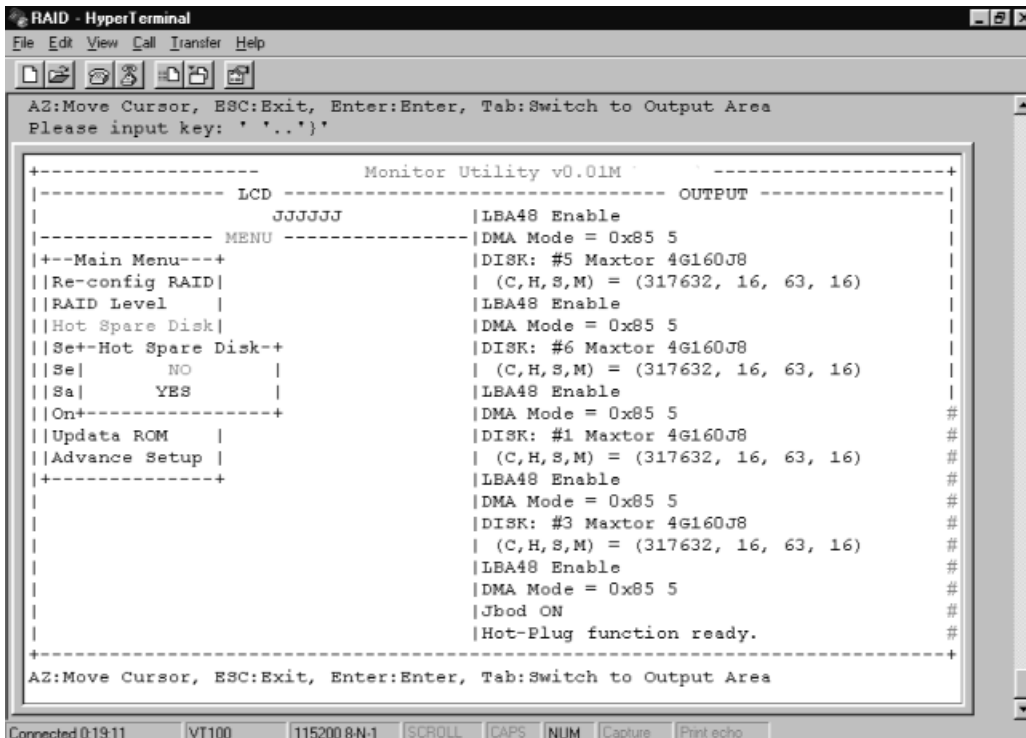 RAID - HyperTerminal
File Edit View Call Transfer Help
AZ:Move Cursor, ESC:Exit, Enter:Enter, Tab:Switch to Output Area
Please input key: ' '..'}'
+------------------- Monitor Utility v0.01M --------------------+
|---------------- LCD --------------------------------- OUTPUT ----------------|
| JJJJJJ |LBA48 Enable |
|--------------- MENU ----------------|DMA Mode = 0x85 5 |
|+--Main Menu---+ |DISK: #5 Maxtor 4G160J8 |
||Re-config RAID| | (C,H,S,M) = (317632, 16, 63, 16) |
||RAID Level | |LBA48 Enable |
||Hot Spare Disk| |DMA Mode = 0x85 5 |
||Se+-Hot Spare Disk-+ |DISK: #6 Maxtor 4G160J8 |
||Se| NO | | (C,H,S,M) = (317632, 16, 63, 16) |
||Sa| YES | |LBA48 Enable |
||On+-----------------+ |DMA Mode = 0x85 5 #
||Updata ROM | |DISK: #1 Maxtor 4G160J8 #
||Advance Setup | | (C,H,S,M) = (317632, 16, 63, 16) #
|+--------------+ |LBA48 Enable #
| |DMA Mode = 0x85 5 #
| |DISK: #3 Maxtor 4G160J8 #
| | (C,H,S,M) = (317632, 16, 63, 16) #
| |LBA48 Enable #
| |DMA Mode = 0x85 5 #
| |Jbod ON #
| |Hot-Plug function ready. #
+------------------------------------------------------------------------------+
AZ:Move Cursor, ESC:Exit, Enter:Enter, Tab:Switch to Output Area
Connected 0:19:11 VT100 115200 8-N-1 SCROLL CAPS NUM Capture Print echo